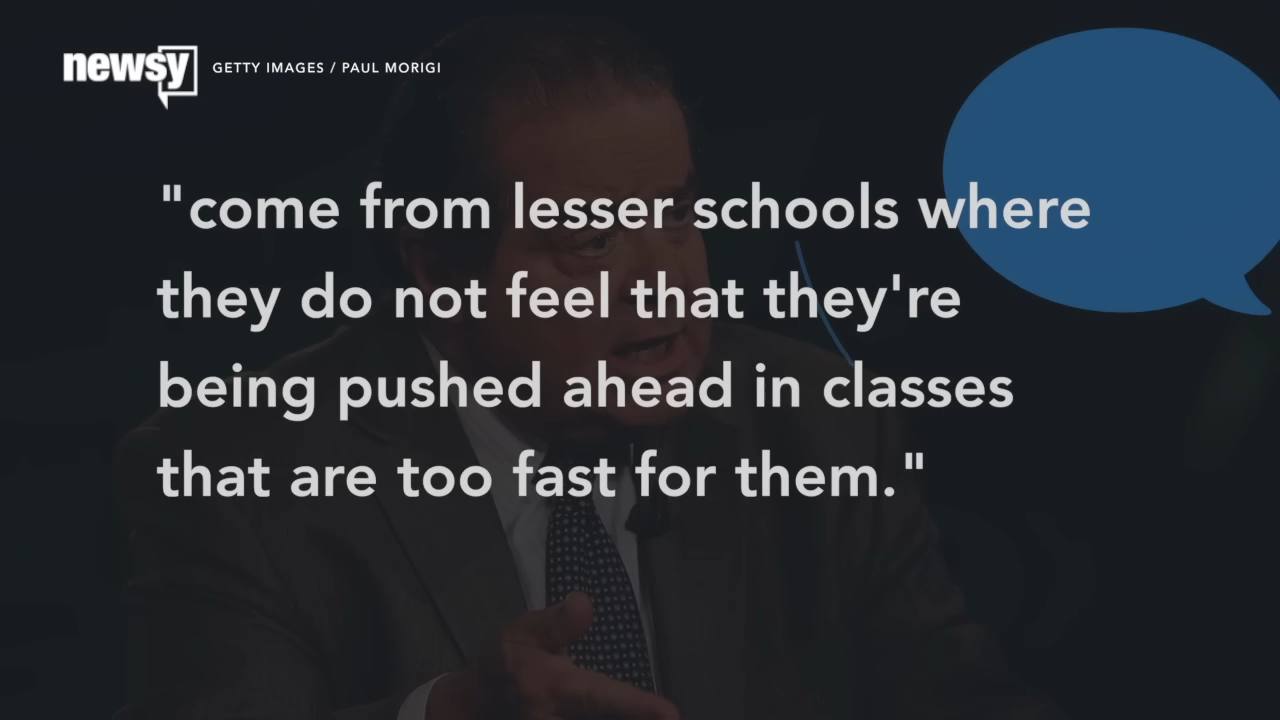 newsy GETTY IMAGES / PAUL MORIGI
"come from lesser schools where
they do not feel that they're
being pushed ahead in classes
that are too fast for them."